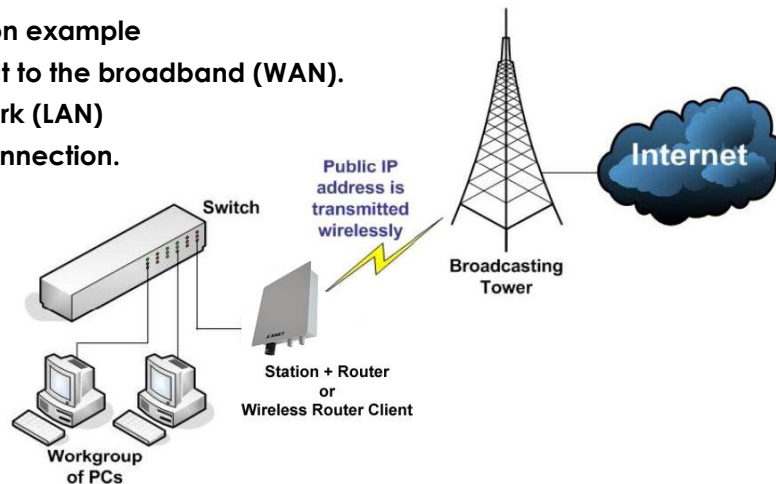 on example
t to the broadband (WAN).
rk (LAN)
onnection.
Public IP
address is
transmitted
wirelessly
Internet
Switch
Broadcasting
Tower
Station + Router
or
Wireless Router Client
Workgroup
of PCs